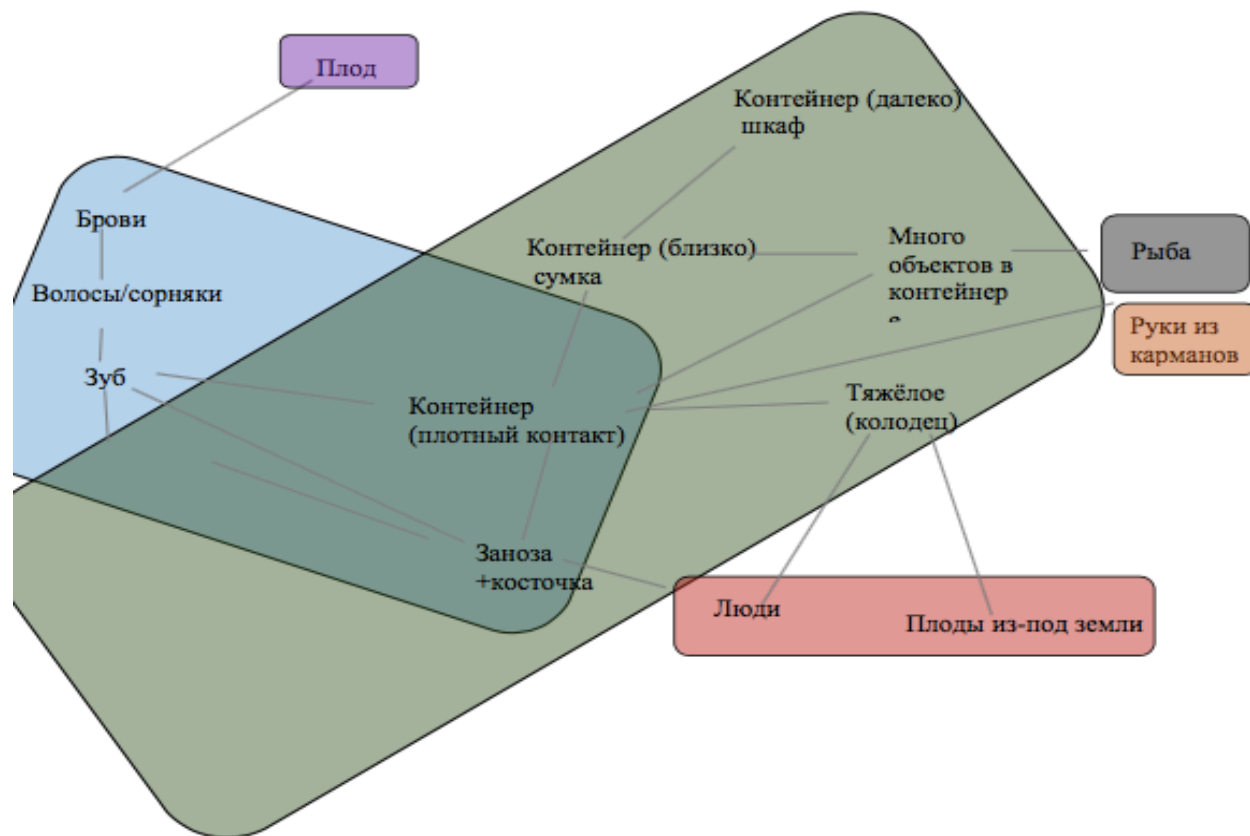 Плод
Контейнер (далеко)
шкаф
Брови
Контейнер (близко)
сумка
Много
объектов в
контейнер
Рыба
Волосы/сорняки
Руки из
карманов
Зуб
Контейнер
(плотный контакт)
Тяжёлое
(колодец)
Заноза
+косточка
Люди
Плоды из-под земли